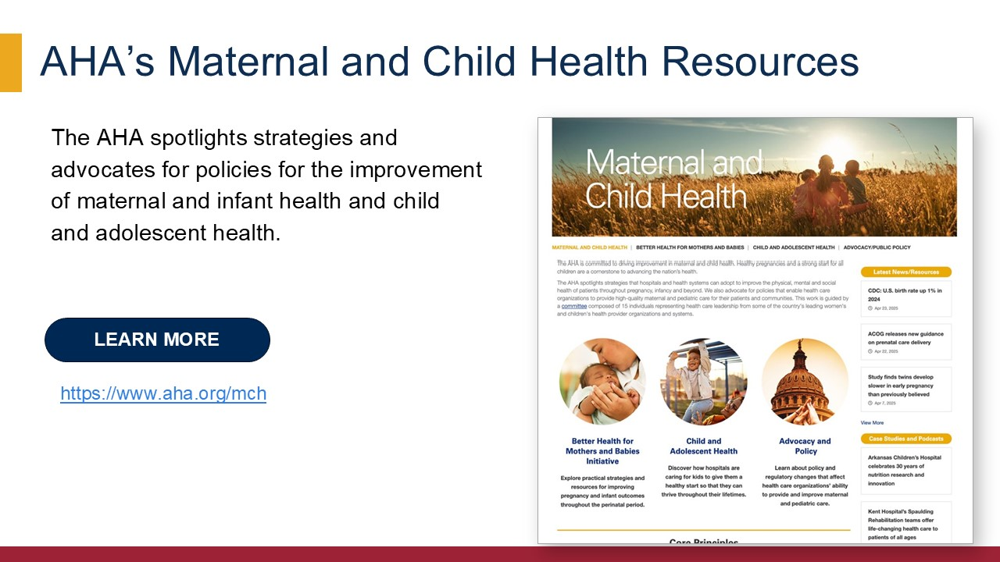 AHA’s Maternal and Child Health Resources
The AHA spotlights strategies and
advocates for policies for the improvement
of maternal and infant health and child
and adolescent health.
LEARN MORE
https://www.aha.org/mch
Maternal and
Child Health
MATERNAL AND CHILD HEALTH | BETTER HEALTH FOR MOTHERS AND BABIES | CHILD AND ADOLESCENT HEALTH | ADVOCACY/PUBLIC POLICY
The AHA is committed to driving improvement in maternal and child health. Healthy pregnancies and a strong start for all
children are a cornerstone to advancing the nation's health.
The AHA spotlights strategies that hospitals and health systems can adopt to improve the physical, mental and social
health of patients throughout pregnancy, infancy and beyond. We also advocate for policies that enable health care
organizations to provide high-quality maternal and pediatric care for their patients and communities. This work is guided by
a committee composed of 15 individuals representing health care leadership from some of the country's leading women's
and children's health provider organizations and systems.
Better Health for
Mothers and Babies
Initiative
Explore practical strategies and
resources for improving
pregnancy and infant outcomes
throughout the perinatal period.
Child and
Adolescent Health
Discover how hospitals are
caring for kids to give them a
healthy start so that they can
thrive throughout their lifetimes.
Advocacy and
Policy
Learn about policy and
regulatory changes that affect
health care organizations' ability
to provide and improve maternal
and pediatric care.
Core Principles
Latest News/Resources
CDC: U.S. birth rate up 1% in
2024
Apr 23, 2025
ACOG releases new guidance
on prenatal care delivery
Apr 22, 2025
Study finds twins develop
slower in early pregnancy
than previously believed
Apr 7, 2025
View More
Case Studies and Podcasts
Arkansas Children's Hospital
celebrates 30 years of
nutrition research and
innovation
Kent Hospital's Spaulding
Rehabilitation teams offer
life-changing health care to
patients of all ages